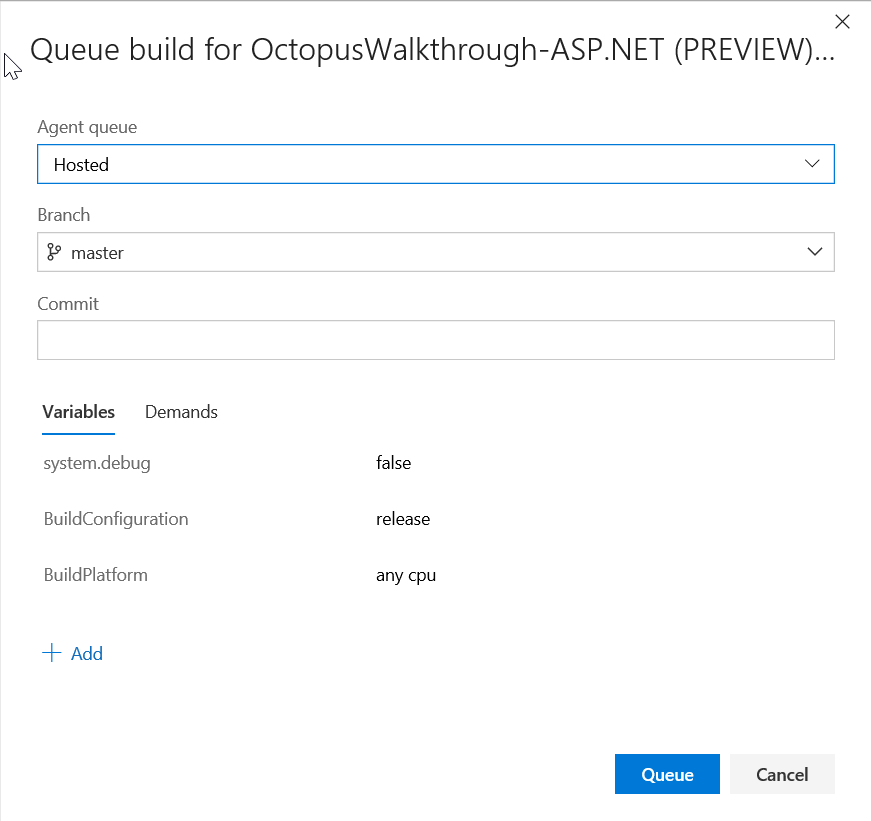 Queue build for OctopusWalkthrough-ASP.NET (PREVIEW)...
Agent queue
Hosted
Branch
master
Commit
Variables Demands
system.debug false
BuildConfiguration release
BuildPlatform any cpu
+ Add
Queue Cancel